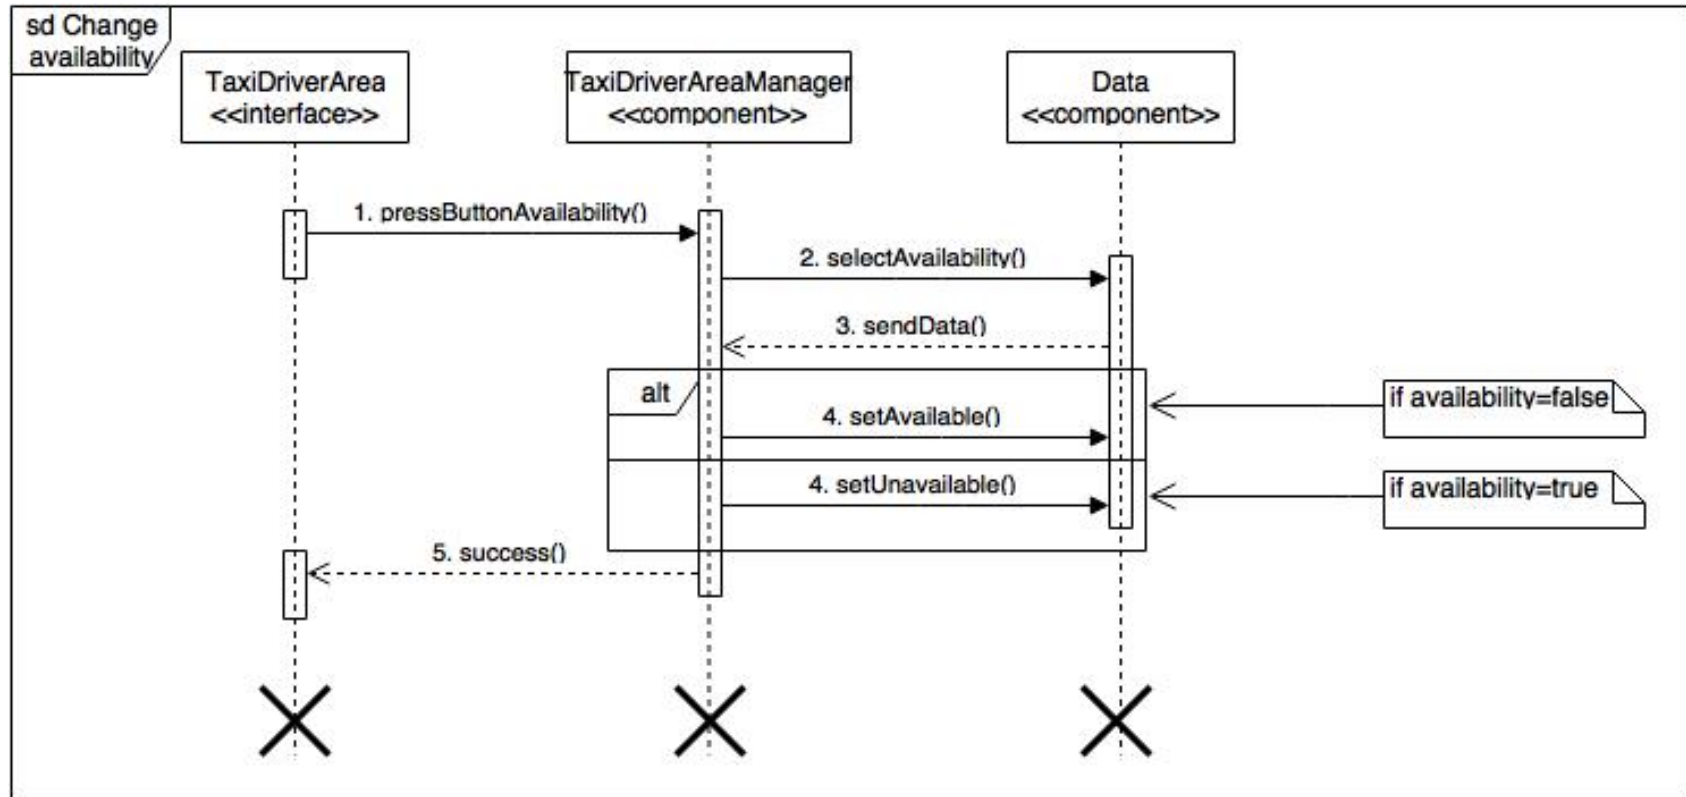 sd Change
availability
TaxiDriverArea
<<interface>>
TaxiDriverAreaManager
<<component>>
Data
<<component>>
1. pressButtonAvailability()
2. selectAvailability()
3. sendData()
alt
if availability=false
4. setAvailable()
4. setUnavailable()
if availability=true
5. success()